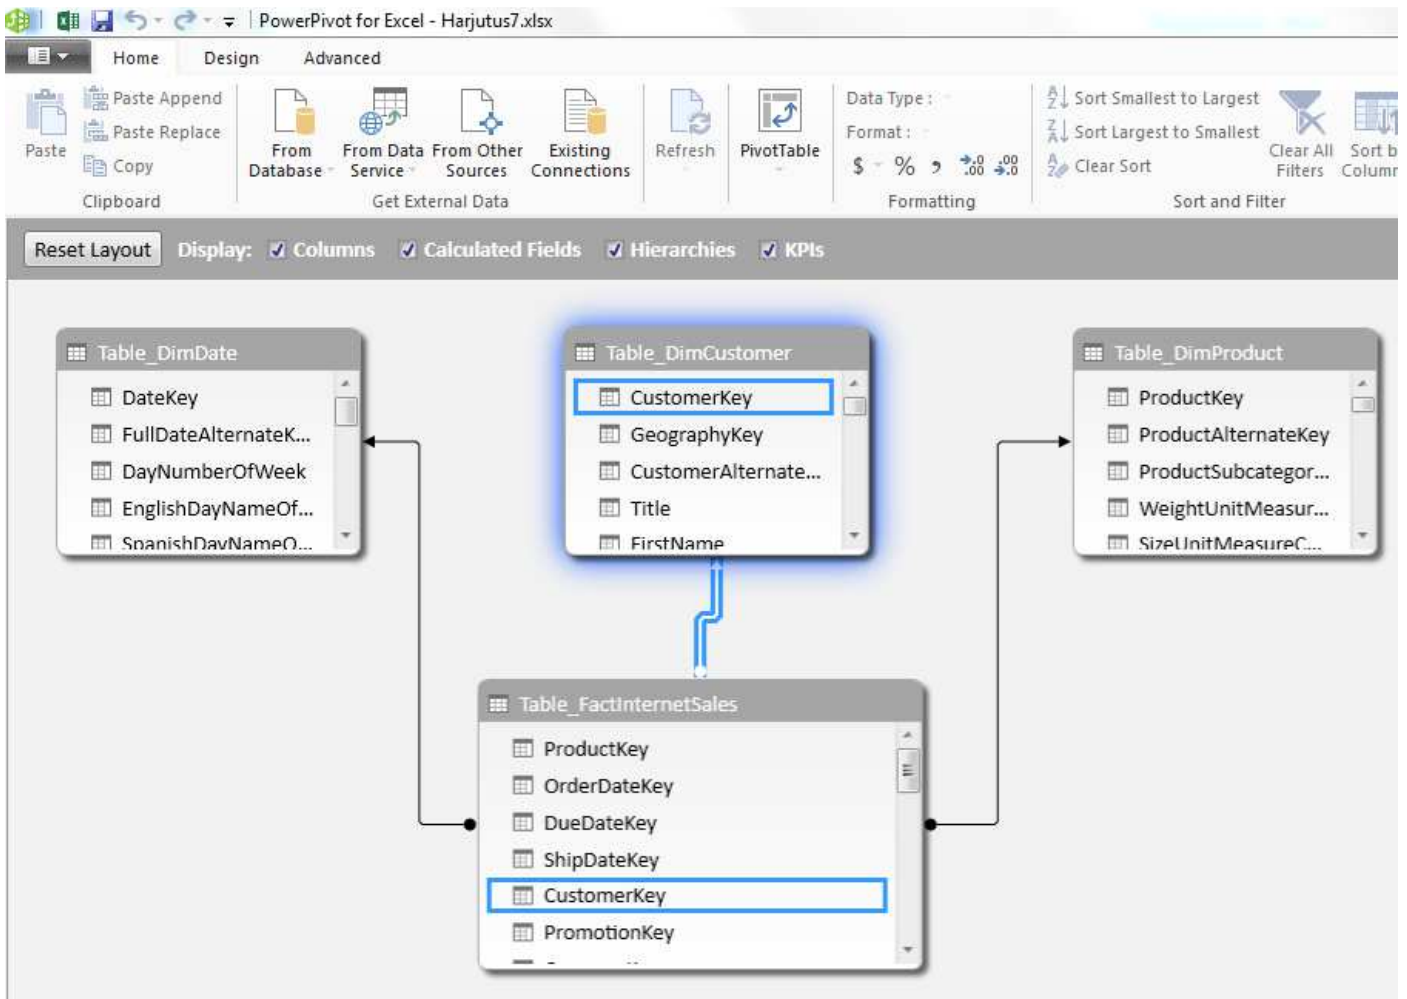 PowerPivot for Excel - Harjutus7.xlsx
Home Design Advanced
Paste
Paste Append
Paste Replace
Copy
Clipboard
From Database
From Data Service
From Other Sources
Existing Connections
Get External Data
Refresh
PivotTable
Data Type :
Format :
$ % , .00 .0
Formatting
Sort Smallest to Largest
Sort Largest to Smallest
Clear Sort
Clear All Filters
Sort b
Column
Sort and Filter
Reset Layout Display: Columns Calculated Fields Hierarchies KPIs
Table_DimDate
DateKey
FullDateAlternateK...
DayNumberOfWeek
EnglishDayNameOf...
SpanishDayNameO...
Table_DimCustomer
CustomerKey
GeographyKey
CustomerAlternate...
Title
FirstName
Table_DimProduct
ProductKey
ProductAlternateKey
ProductSubcategor...
WeightUnitMeasur...
SizeUnitMeasureC...
Table_FactInternetSales
ProductKey
OrderDateKey
DueDateKey
ShipDateKey
CustomerKey
PromotionKey